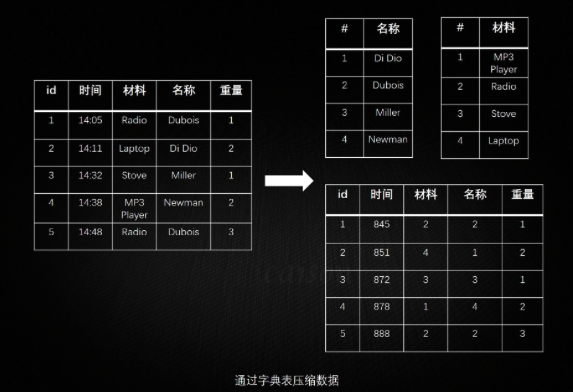 id 时间 材料 名称 重量
1 14:05 Radio Dubois 1
2 14:11 Laptop Di Dio 2
3 14:32 Stove Miller 1
4 14:38 MP3 Player Newman 2
5 14:48 Radio Dubois 3
# 名称
1 Di Dio
2 Dubois
3 Miller
4 Newman
# 材料
1 MP3 Player
2 Radio
3 Stove
4 Laptop
id 时间 材料 名称 重量
1 845 2 2 1
2 851 4 1 2
3 872 3 3 1
4 878 1 4 2
5 888 2 2 3
通过字典表压缩数据